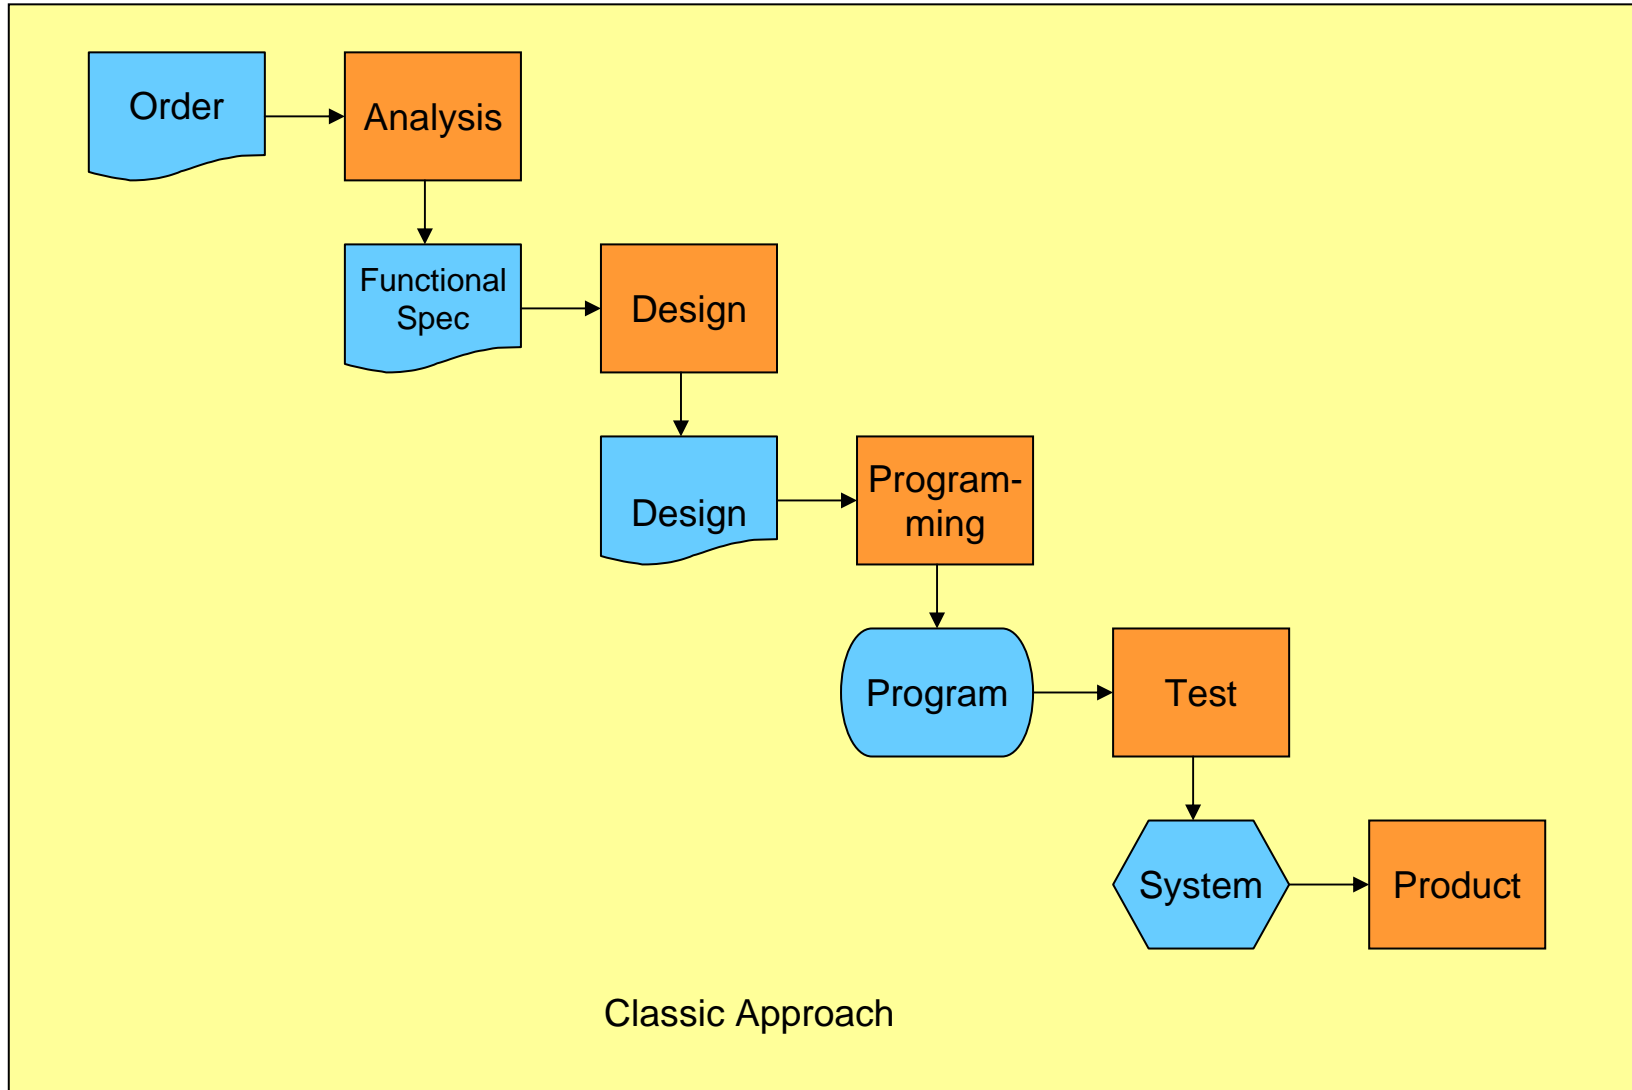 Order
Analysis
Functional
Spec
Design
Design
Program-
ming
Program
Test
System
Product
Classic Approach